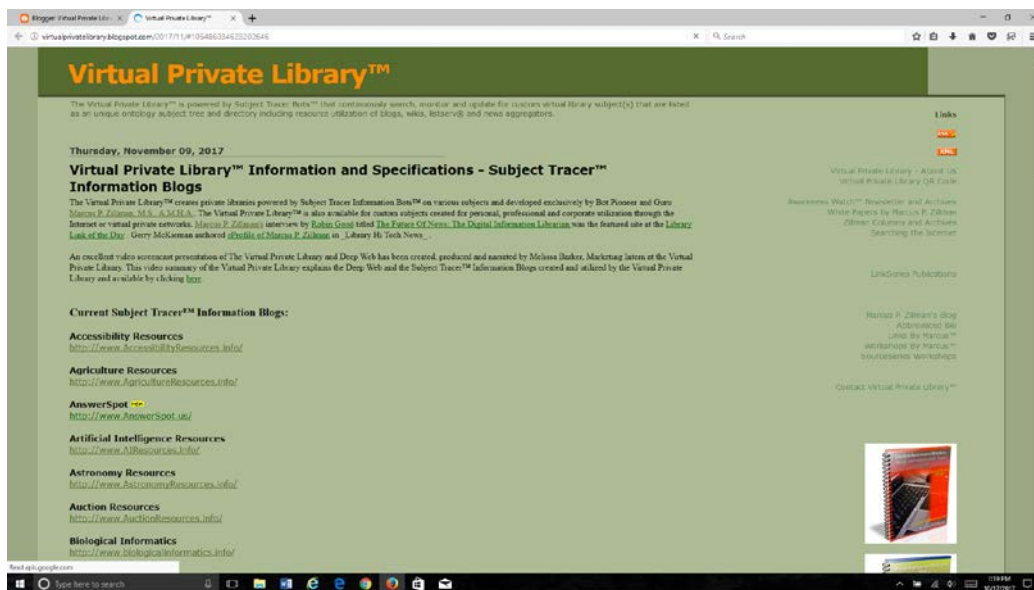 Blogger: Virtual Private Libr
Virtual Private Library™
virtualprivatelibrary.blogspot.com/2017/11/#106486334623202646
Search
Virtual Private Library™
The Virtual Private Library™ is powered by Subject Tracer Bots™ that continuously search, monitor and update for custom virtual library subject(s) that are listed
as an unique ontology subject tree and directory including resource utilization of blogs, wikis, listserv® and news aggregators.
Thursday, November 09, 2017
Virtual Private Library™ Information and Specifications - Subject Tracer™
Information Blogs
The Virtual Private Library™ creates private libraries powered by Subject Tracer Information Bots™ on various subjects and developed exclusively by Bot Pioneer and Guru
Marcus P. Zillman, M.S., A.M.H.A.. The Virtual Private Library™ is also available for custom subjects created for personal, professional and corporate utilization through the
Internet or virtual private networks. Marcus P. Zillman's interview by Robin Good titled The Future Of News: The Digital Information Librarian was the featured site at the Library
Link of the Day. Gerry McKiernan authored eProfile of Marcus P. Zillman in _Library Hi Tech News_.
An excellent video screencast presentation of The Virtual Private Library and Deep Web has been created, produced and narrated by Melissa Barker, Marketing Intern at the Virtual
Private Library. This video summary of the Virtual Private Library explains the Deep Web and the Subject Tracer™ Information Blogs created and utilized by the Virtual Private
Library and available by clicking here.
Current Subject Tracer™ Information Blogs:
Accessibility Resources
http://www.AccessibilityResources.info/
Agriculture Resources
http://www.AgricultureResources.info/
AnswerSpot
http://www.AnswerSpot.us/
Artificial Intelligence Resources
http://www.AIResources.info/
Astronomy Resources
http://www.AstronomyResources.info/
Auction Resources
http://www.AuctionResources.info/
Biological Informatics
http://www.biologicalinformatics.info/
Links
XML
Virtual Private Library - About Us
Virtual Private Library QR Code
Awareness Watch™ Newsletter and Archives
White Papers by Marcus P. Zillman
Zillman Columns and Archives
Searching the Internet
LinkSeries Publications
Marcus P. Zillman's Blog
Abbreviated Bio
Links By Marcus™
Workshops By Marcus™
Sourceseries Workshops
Contact Virtual Private Library™
Read apis.google.com
Type here to search